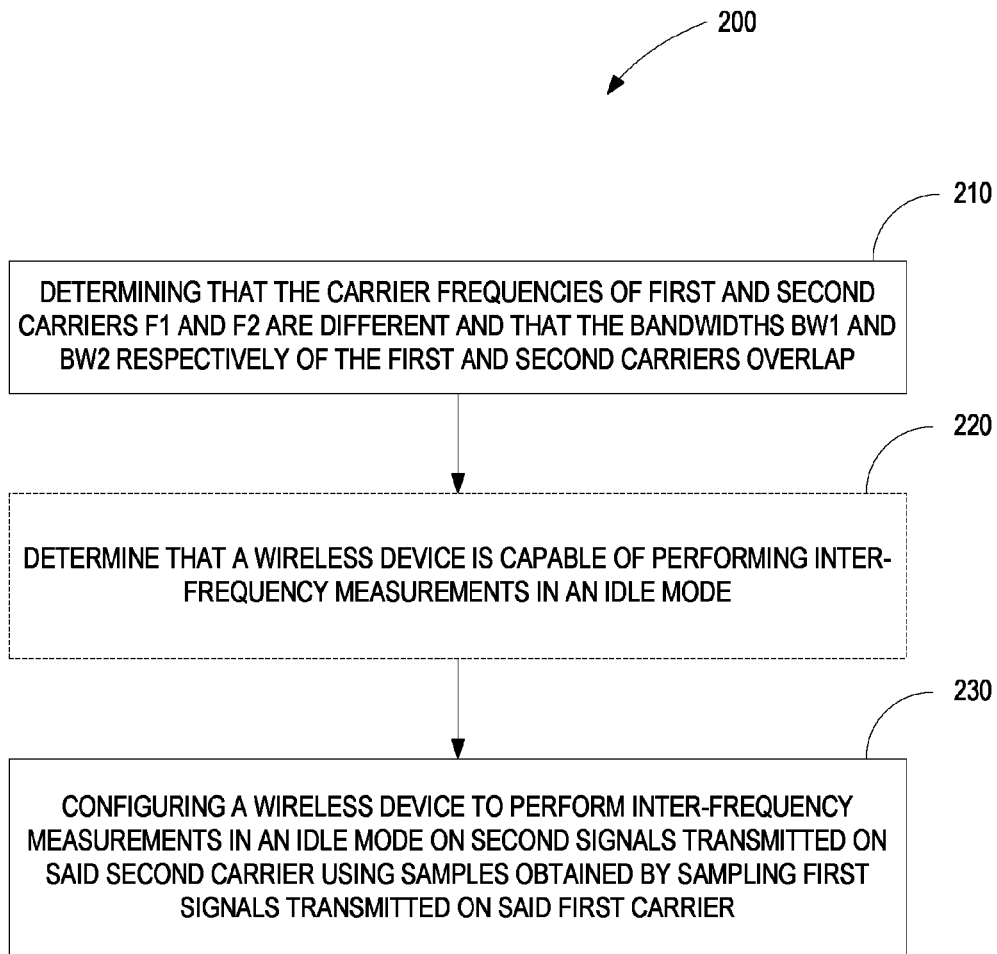 200
210
DETERMINING THAT THE CARRIER FREQUENCIES OF FIRST AND SECOND
CARRIERS F1 AND F2 ARE DIFFERENT AND THAT THE BANDWIDTHS BW1 AND
BW2 RESPECTIVELY OF THE FIRST AND SECOND CARRIERS OVERLAP
220
DETERMINE THAT A WIRELESS DEVICE IS CAPABLE OF PERFORMING INTER-
FREQUENCY MEASUREMENTS IN AN IDLE MODE
230
CONFIGURING A WIRELESS DEVICE TO PERFORM INTER-FREQUENCY
MEASUREMENTS IN AN IDLE MODE ON SECOND SIGNALS TRANSMITTED ON
SAID SECOND CARRIER USING SAMPLES OBTAINED BY SAMPLING FIRST
SIGNALS TRANSMITTED ON SAID FIRST CARRIER